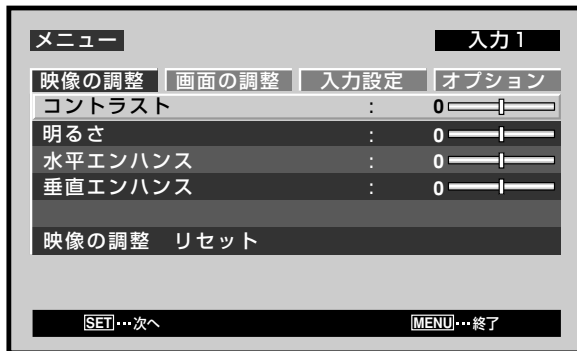 メニュー 入力1
映像の調整 画面の調整 入力設定 オプション
コントラスト : 0
明るさ : 0
水平エンハンス : 0
垂直エンハンス : 0
映像の調整 リセット
SET…次へ MENU…終了